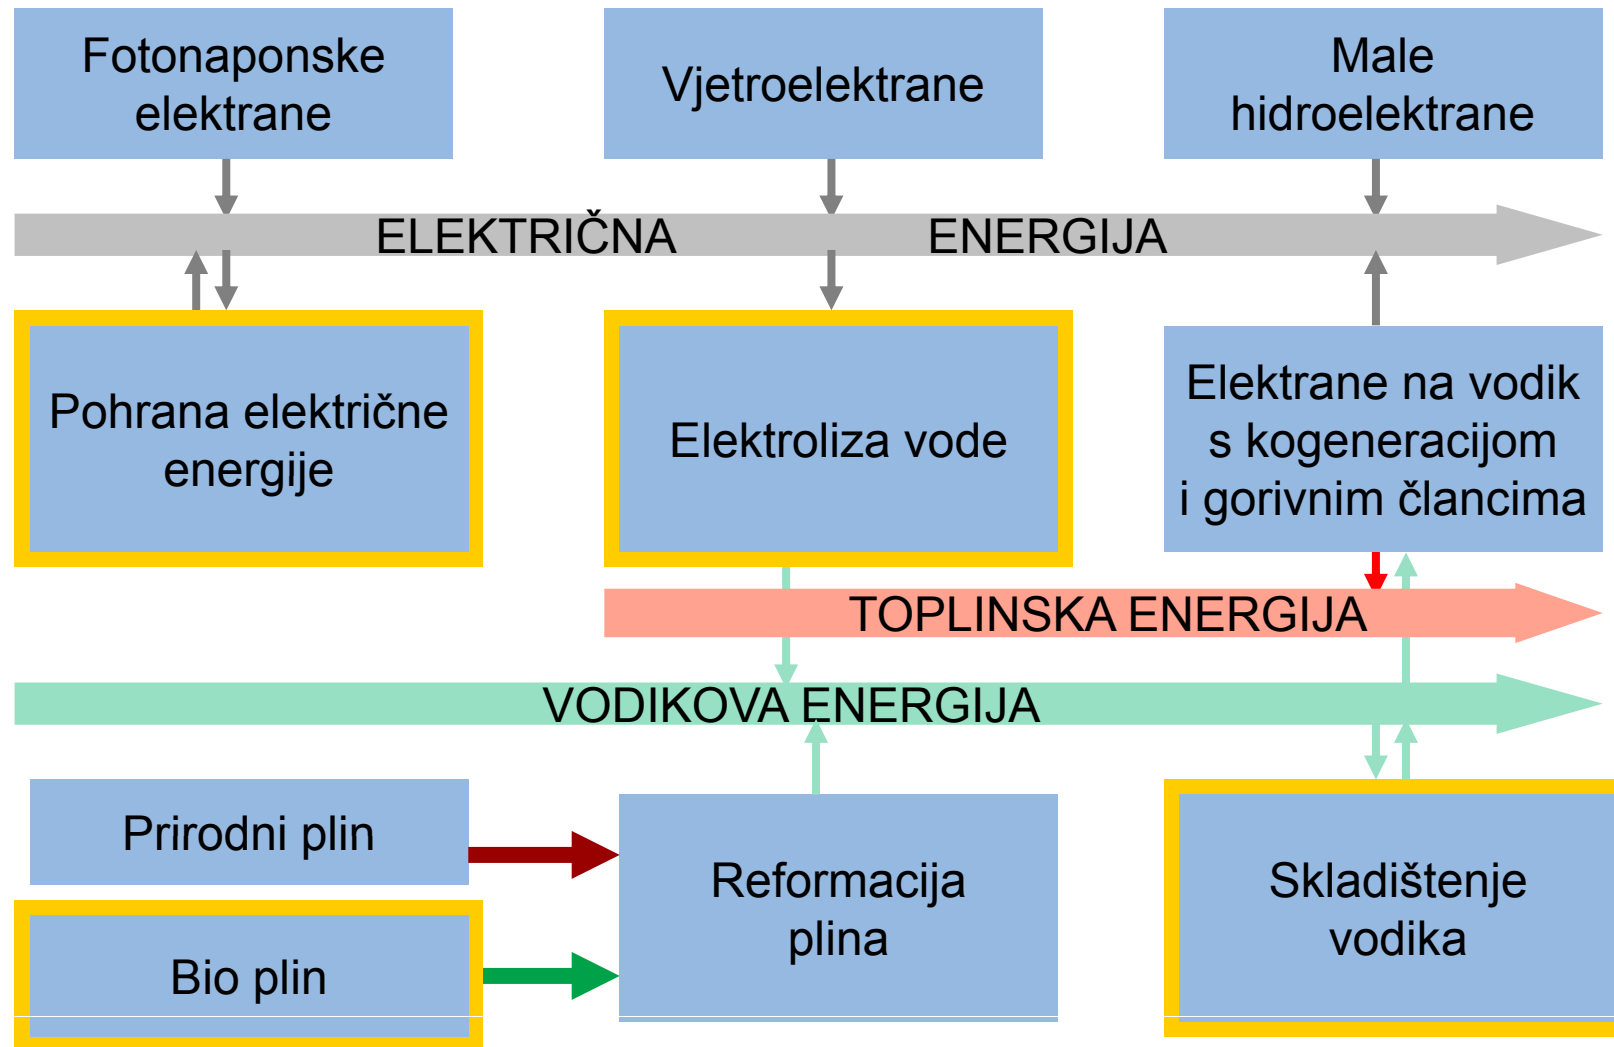 Fotonaponske
elektrane
Vjetroelektrane
Male
hidroelektrane
ELEKTRIČNA ENERGIJA
Pohrana električne
energije
Elektroliza vode
Elektrane na vodik
s kogeneracijom
i gorivnim člancima
TOPLINSKA ENERGIJA
VODIKOVA ENERGIJA
Prirodni plin
Bio plin
Reformacija
plina
Skladištenje
vodika